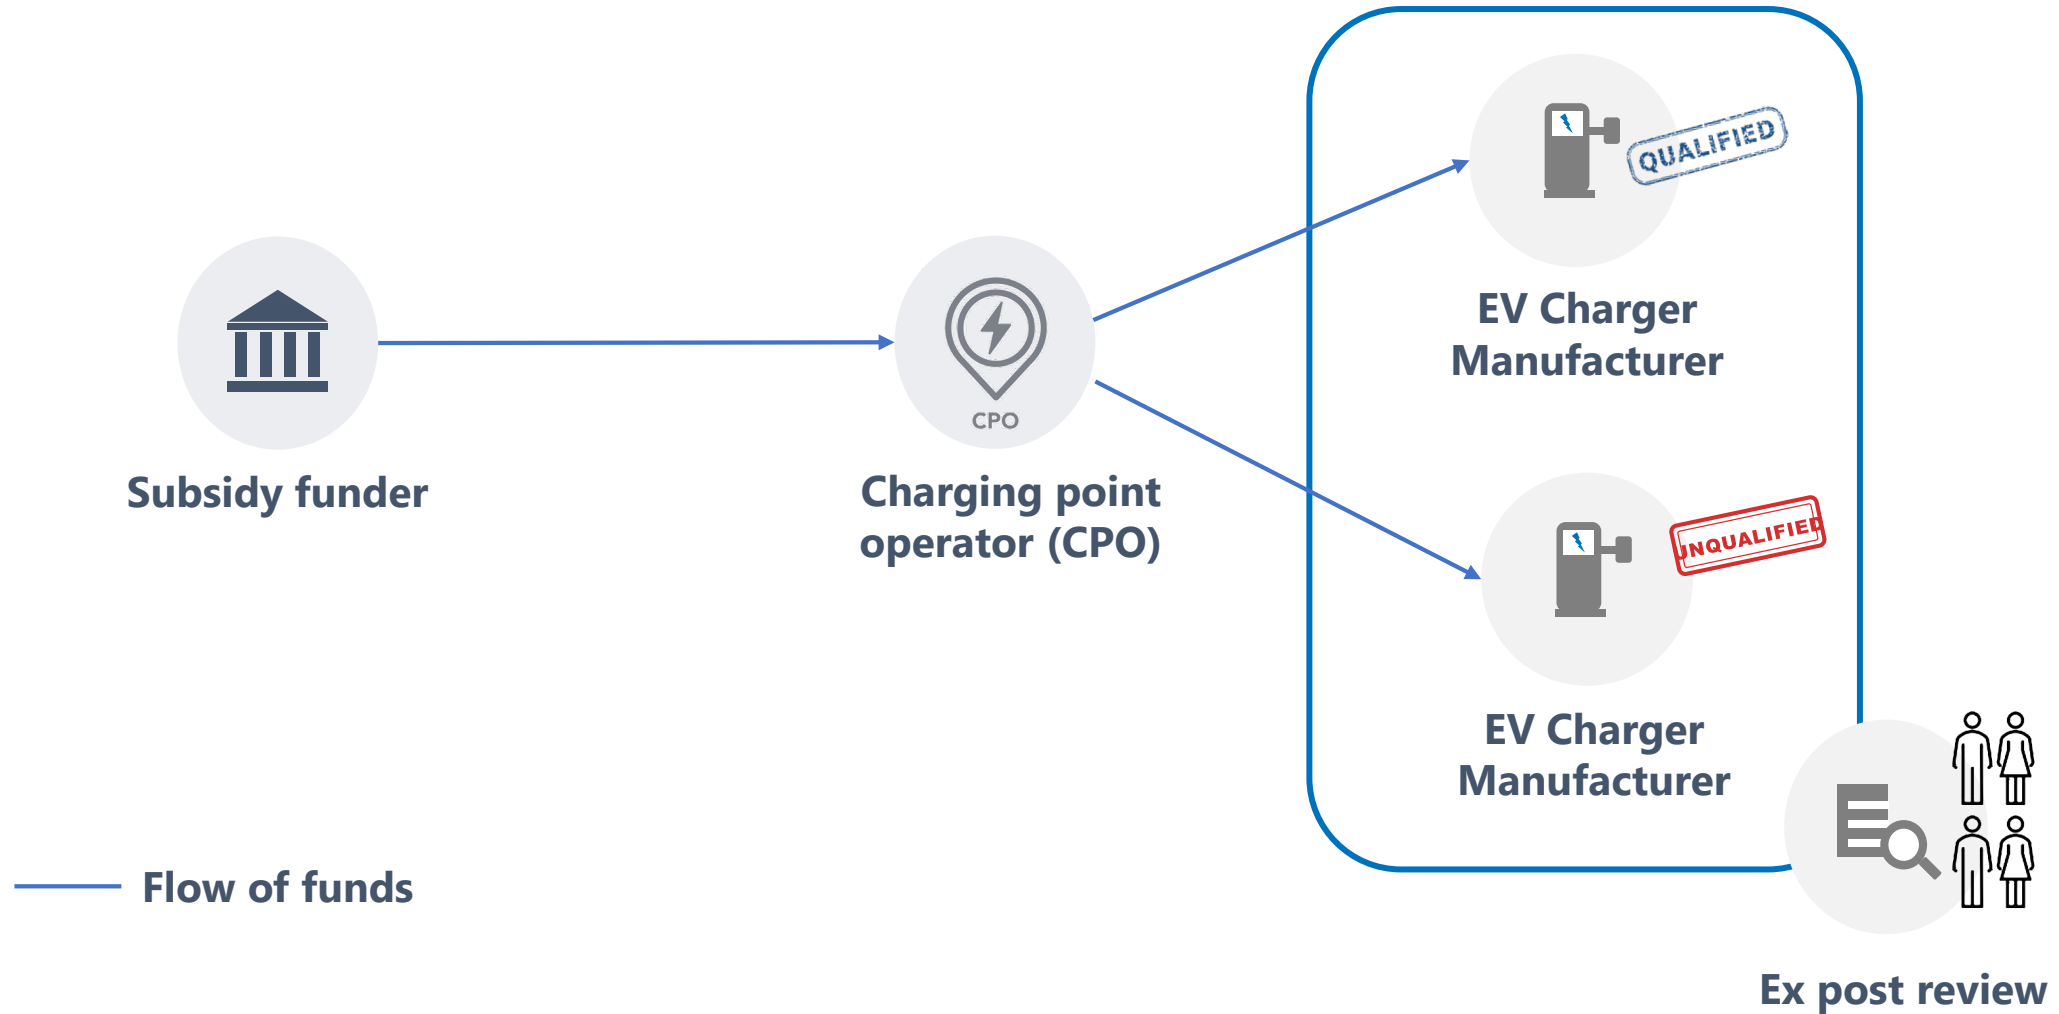 QUALIFIED
EV Charger
Manufacturer
CPO
Subsidy funder
Charging point
operator (CPO)
UNQUALIFIED
EV Charger
Manufacturer
Flow of funds
Ex post review